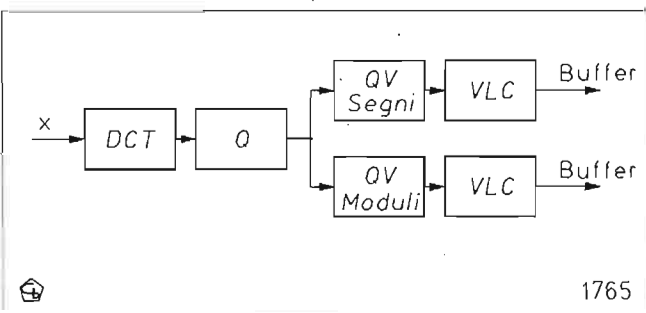 x
DCT
Q
QV
Segni
VLC
Buffer
QV
Moduli
VLC
Buffer
1765